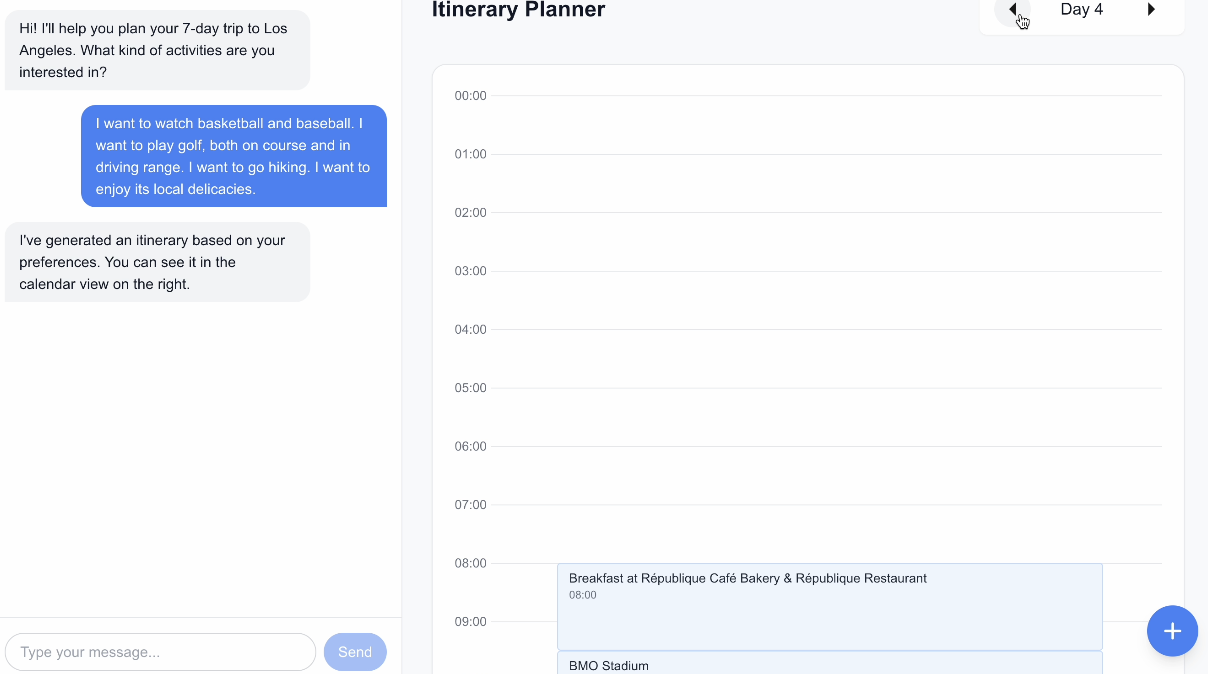 Hi! I'll help you plan your 7-day trip to Los
Angeles. What kind of activities are you
interested in?
I want to watch basketball and baseball. I
want to play golf, both on course and in
driving range. I want to go hiking. I want to
enjoy its local delicacies.
I've generated an itinerary based on your
preferences. You can see it in the
calendar view on the right.
Type your message...
Send
Itinerary Planner
Day 4
00:00
01:00
02:00
03:00
04:00
05:00
06:00
07:00
08:00
Breakfast at République Café Bakery & République Restaurant
08:00
09:00
BMO Stadium